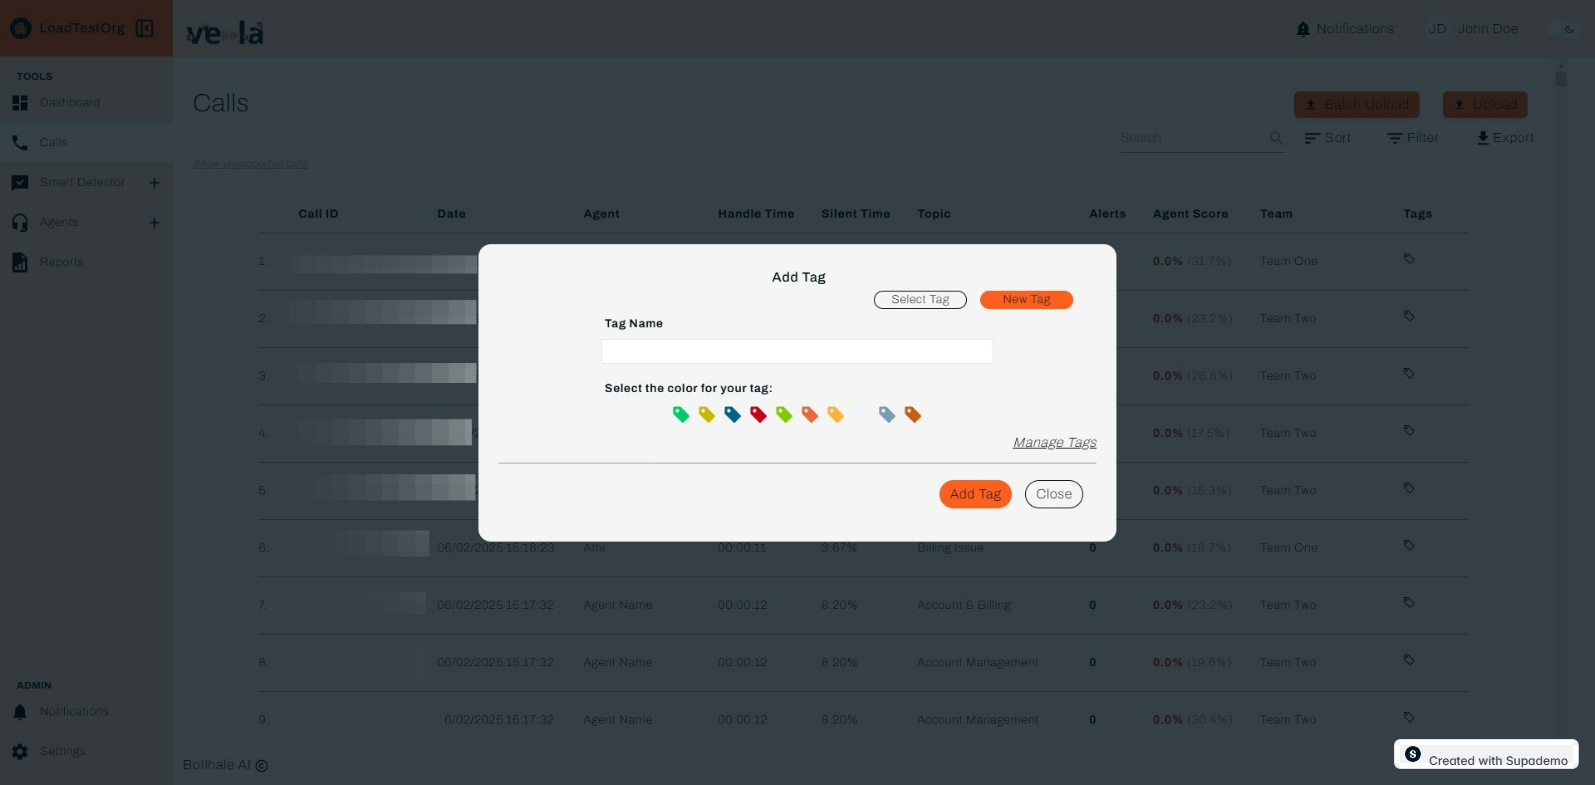 LoadTestOrg
vela
Notifications
JD John Doe
TOOLS
Dashboard
Calls
Smart Detector +
Agents +
Reports
ADMIN
Notifications
Settings
Calls
Batch Upload
Upload
Search
Sort
Filter
Export
Show unsupported calls
Call ID Date Agent Handle Time Silent Time Topic Alerts Agent Score Team Tags
1. 0.0% (31.7%) Team One
2. 0.0% (23.2%) Team Two
3. 0.0% (26.8%) Team Two
4. 0.0% (17.5%) Team Two
5. 0.0% (15.3%) Team Two
6. 06/02/2025 15:18:23 Ami 00:00:11 3.67% Billing Issue 0 0.0% (16.7%) Team One
7. 06/02/2025 15:17:32 Agent Name 00:00:12 8.20% Account & Billing 0 0.0% (23.2%) Team Two
8. 06/02/2025 15:17:32 Agent Name 00:00:12 8.20% Account Management 0 0.0% (19.6%) Team Two
9. 6/02/2025 15:17:32 Agent Name 00:00:12 8.20% Account Management 0 0.0% (30.4%) Team Two
Add Tag
Select Tag
New Tag
Tag Name
Select the color for your tag:
Manage Tags
Add Tag
Close
Botlhale AI ©
Created with Supademo